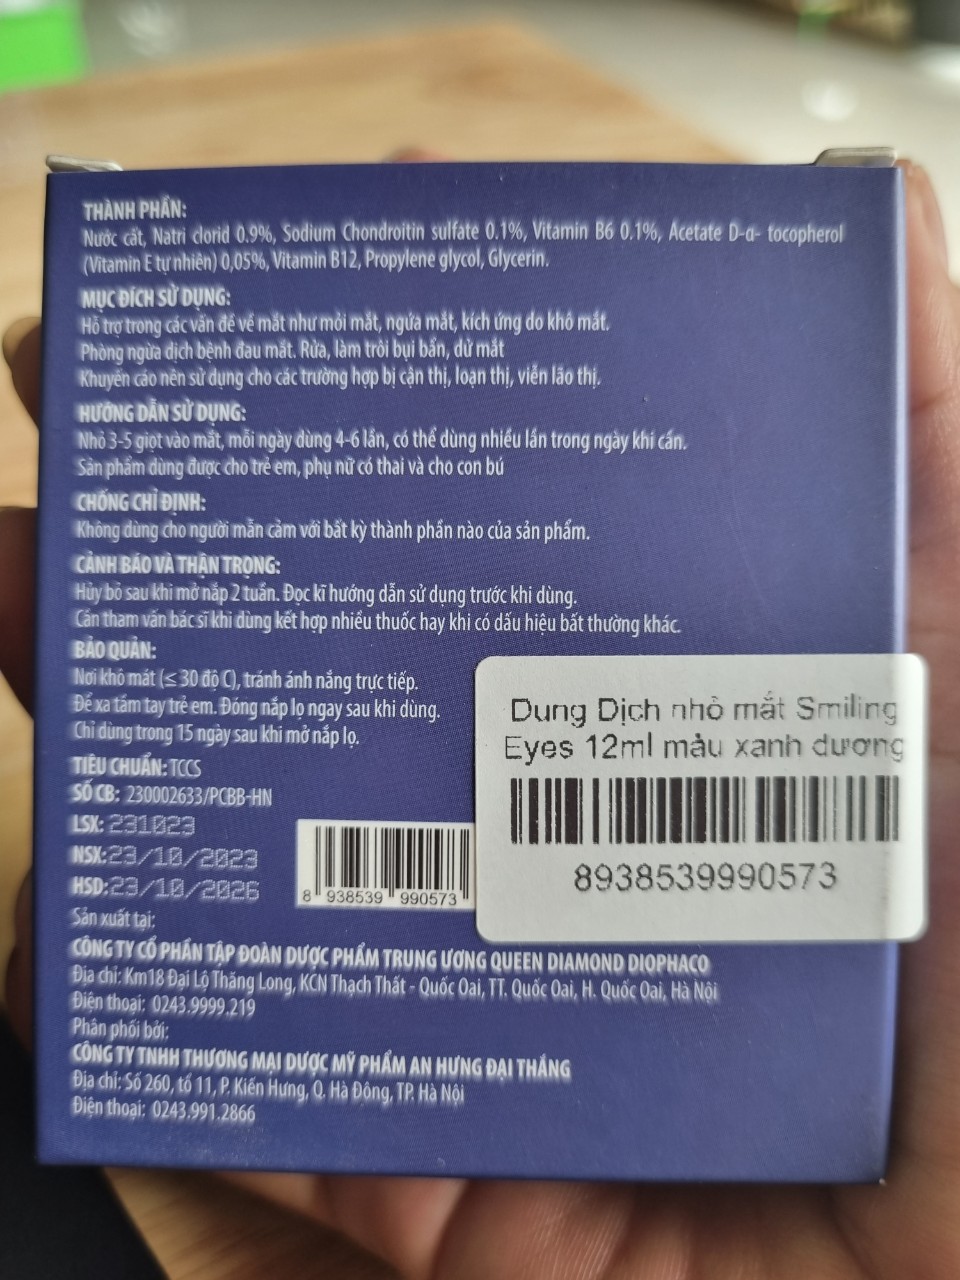 THÀNH PHẦN:
Nước cất, Natri clorid 0.9%, Sodium Chondroitin sulfate 0.1%, Vitamin B6 0.1%, Acetate D-α- tocopherol
(Vitamin E tự nhiên) 0,05%, Vitamin B12, Propylene glycol, Glycerin.
MỤC ĐÍCH SỬ DỤNG:
Hỗ trợ trong các vấn đề về mắt như mỏi mắt, ngứa mắt, kích ứng do khô mắt.
Phòng ngừa dịch bệnh đau mắt. Rửa, làm trôi bụi bẩn, dử mắt
Khuyến cáo nên sử dụng cho các trường hợp bị cận thị, loạn thị, viễn lão thị.
HƯỚNG DẪN SỬ DỤNG:
Nhỏ 3-5 giọt vào mắt, mỗi ngày dùng 4-6 lần, có thể dùng nhiều lần trong ngày khi cần.
Sản phẩm dùng được cho trẻ em, phụ nữ có thai và cho con bú
CHỐNG CHỈ ĐỊNH:
Không dùng cho người mẫn cảm với bất kỳ thành phần nào của sản phẩm.
CẢNH BÁO VÀ THẬN TRỌNG:
Hủy bỏ sau khi mở nắp 2 tuần. Đọc kĩ hướng dẫn sử dụng trước khi dùng.
Cần tham vấn bác sĩ khi dùng kết hợp nhiều thuốc hay khi có dấu hiệu bất thường khác.
BẢO QUẢN:
Nơi khô mát (≤ 30 độ C), tránh ánh nắng trực tiếp.
Để xa tầm tay trẻ em. Đóng nắp lọ ngay sau khi dùng.
Chỉ dùng trong 15 ngày sau khi mở nắp lọ.
TIÊU CHUẨN: TCCS
SỐ CB: 230002633/PCBB-HN
LSX: 231023
NSX: 23/10/2023
HSD: 23/10/2026
8 938539 990573
Dung Dịch nhỏ mắt Smiling
Eyes 12ml màu xanh dương
8938539990573
Sản xuất tại:
CÔNG TY CỔ PHẦN TẬP ĐOÀN DƯỢC PHẨM TRUNG ƯƠNG QUEEN DIAMOND DIOPHACO
Địa chỉ: Km18 Đại Lộ Thăng Long, KCN Thạch Thất - Quốc Oai, TT. Quốc Oai, H. Quốc Oai, Hà Nội
Điện thoại: 0243.9999.219
Phân phối bởi:
CÔNG TY TNHH THƯƠNG MẠI DƯỢC MỸ PHẨM AN HƯNG ĐẠI THẮNG
Địa chỉ: Số 260, tổ 11, P. Kiến Hưng, Q. Hà Đông, TP. Hà Nội
Điện thoại: 0243.991.2866